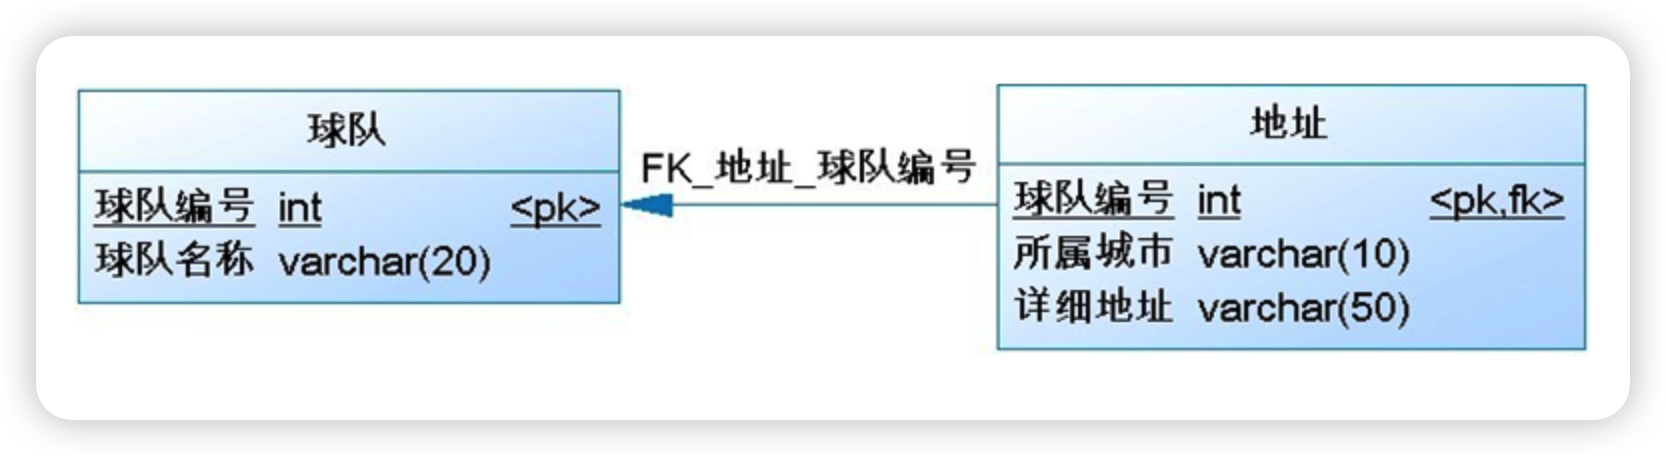 球队
球队编号 int <pk>
球队名称 varchar(20)
FK_地址_球队编号
地址
球队编号 int <pk,fk>
所属城市 varchar(10)
详细地址 varchar(50)